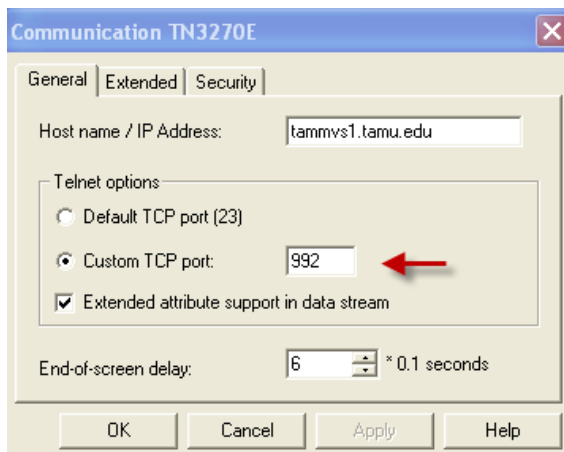 Communication TN3270E
General Extended Security
Host name / IP Address: tammvs1.tamu.edu
Telnet options
Default TCP port (23)
Custom TCP port: 992
Extended attribute support in data stream
End-of-screen delay: 6 * 0.1 seconds
OK Cancel Apply Help